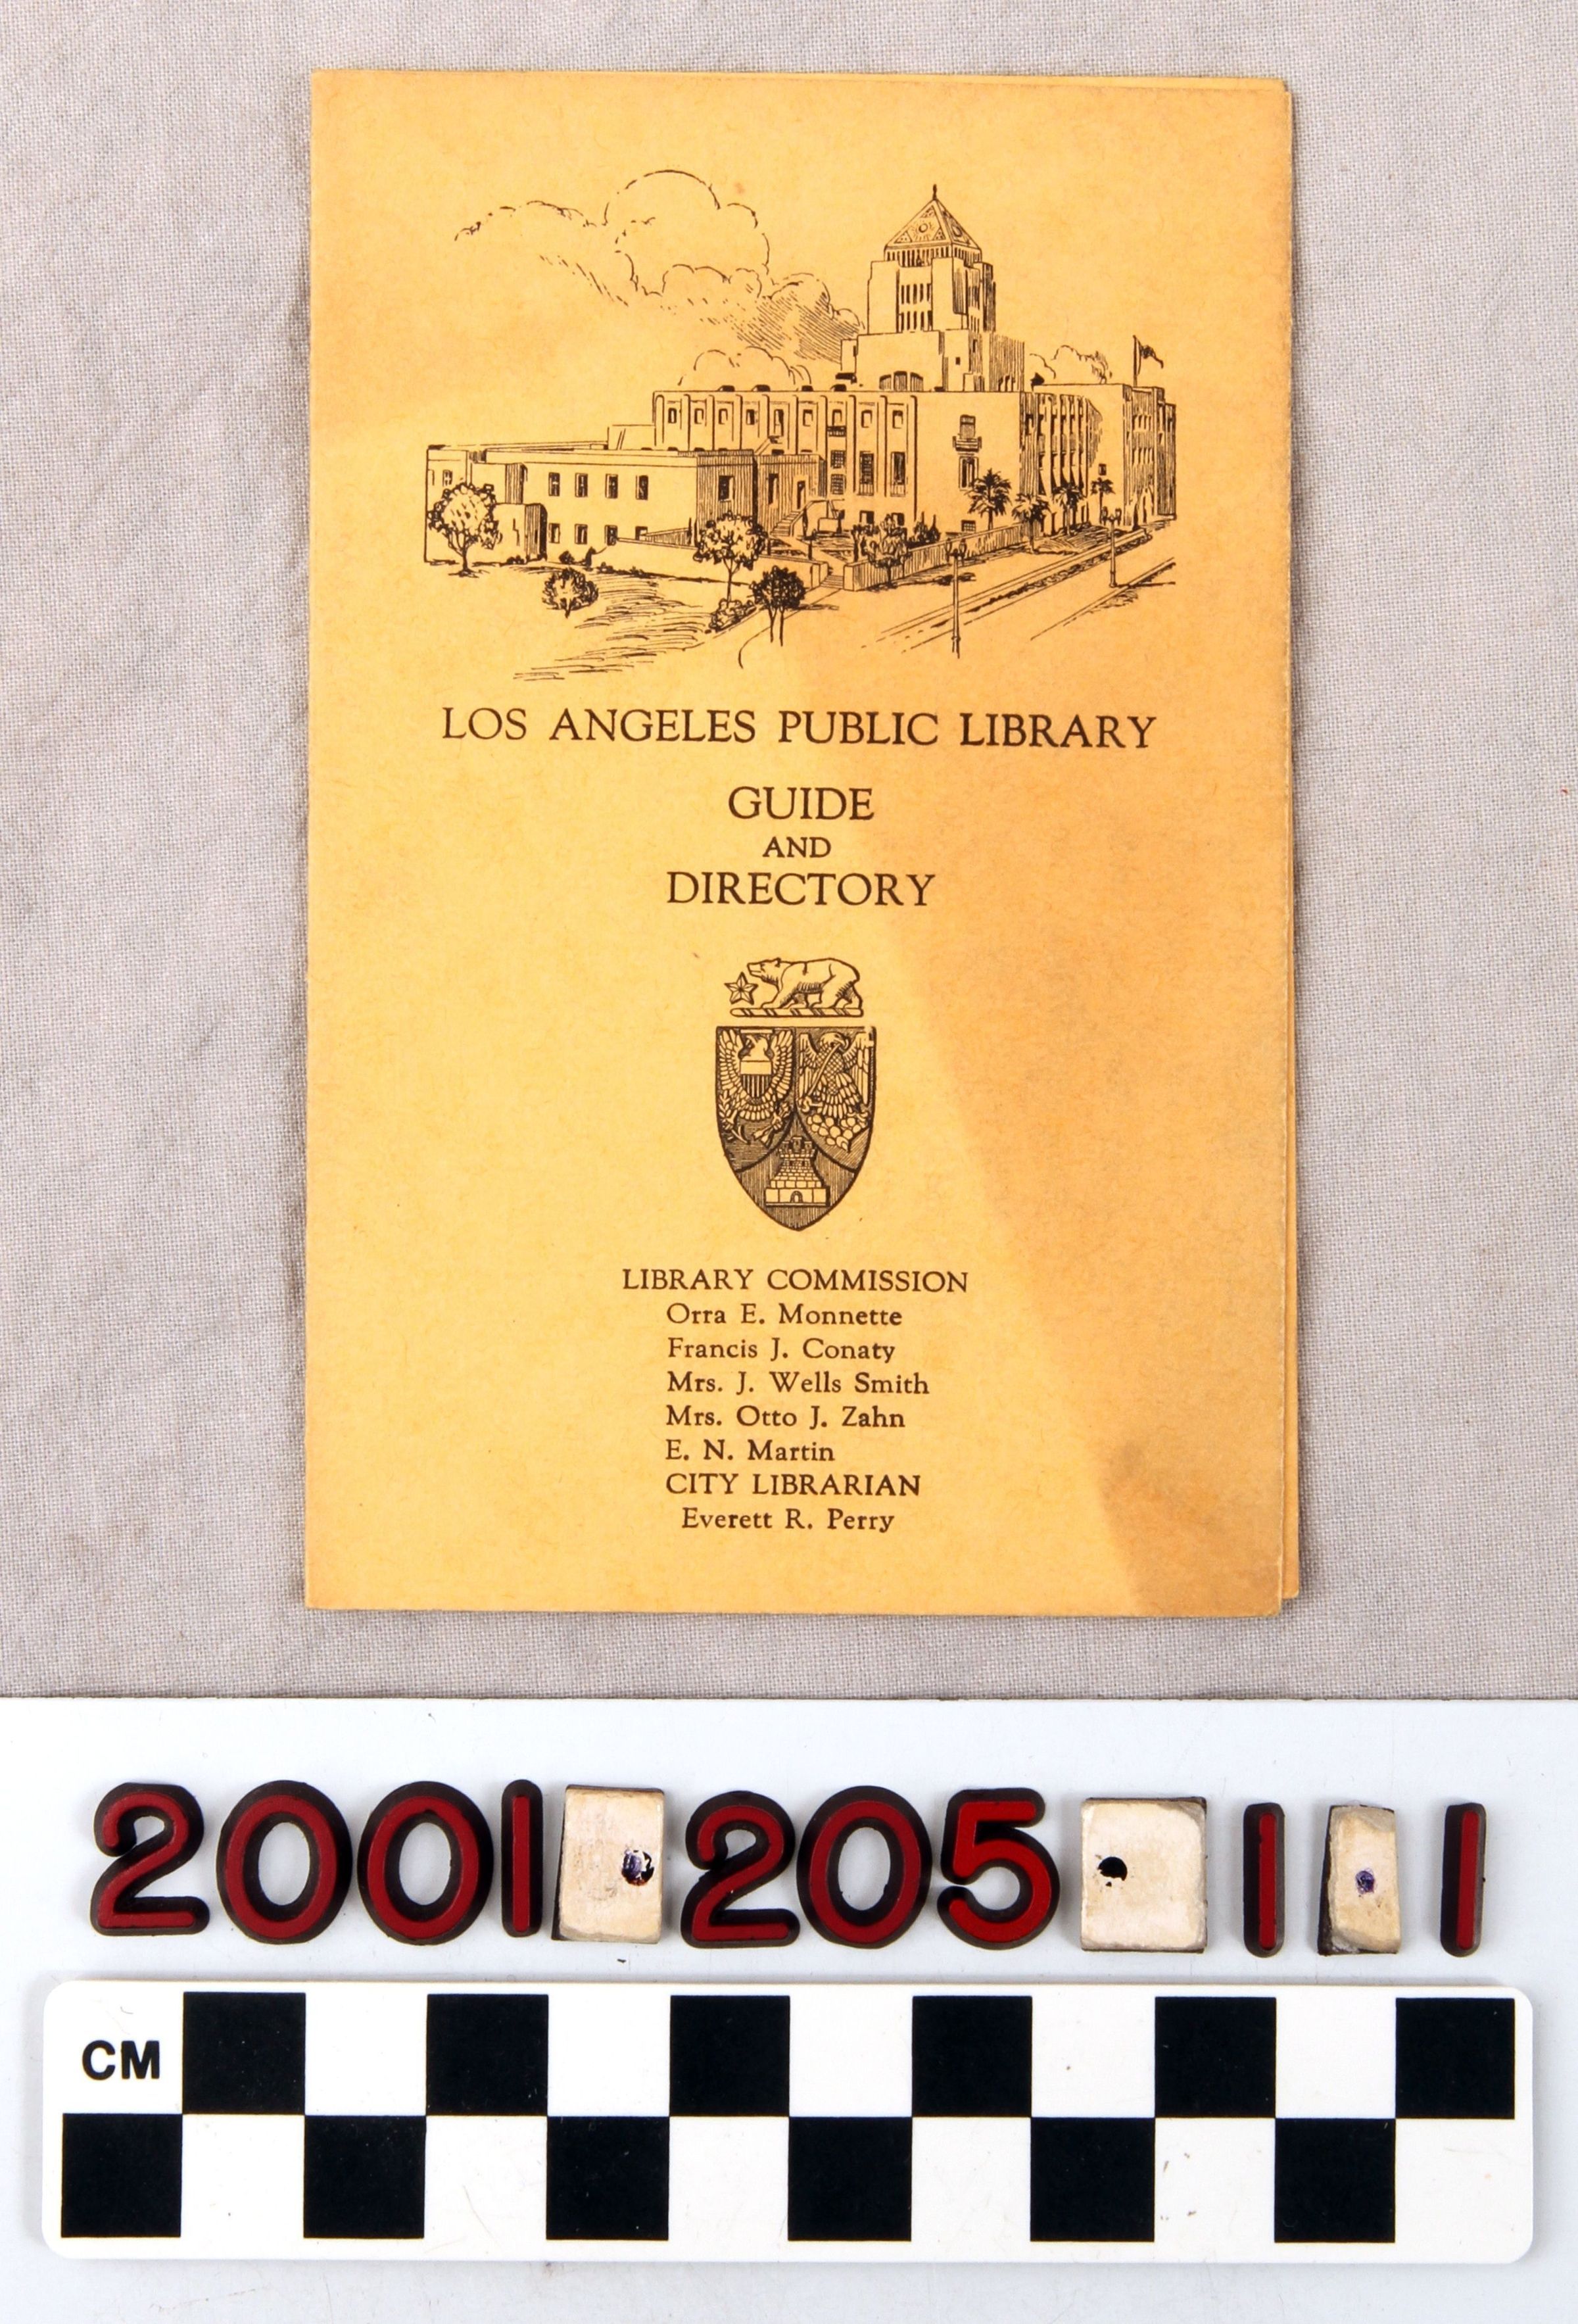 LOS ANGELES PUBLIC LIBRARY
GUIDE
AND
DIRECTORY
LIBRARY COMMISSION
Orra E. Monnette
Francis J. Conaty
Mrs. J. Wells Smith
Mrs. Otto J. Zahn
E. N. Martin
CITY LIBRARIAN
Everett R. Perry
2001.205.1.1
CM